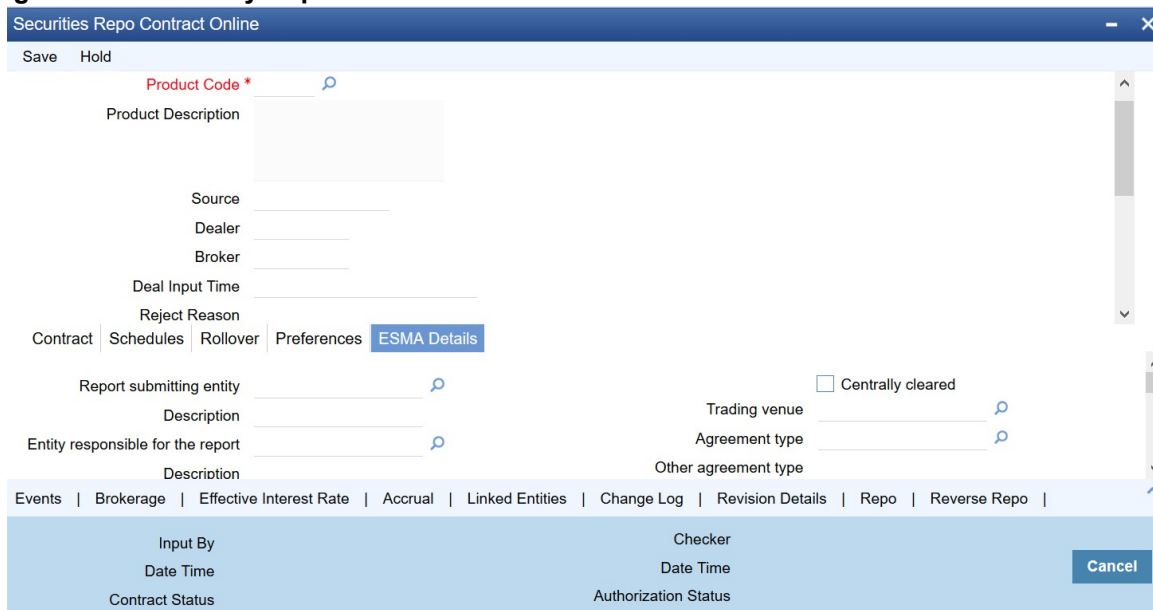 Securities Repo Contract Online
Save Hold
Product Code *
Product Description
Source
Dealer
Broker
Deal Input Time
Reject Reason
Contract Schedules Rollover Preferences ESMA Details
Report submitting entity
Description
Entity responsible for the report
Description
Centrally cleared
Trading venue
Agreement type
Other agreement type
Events | Brokerage | Effective Interest Rate | Accrual | Linked Entities | Change Log | Revision Details | Repo | Reverse Repo |
Input By
Date Time
Contract Status
Checker
Date Time
Authorization Status
Cancel